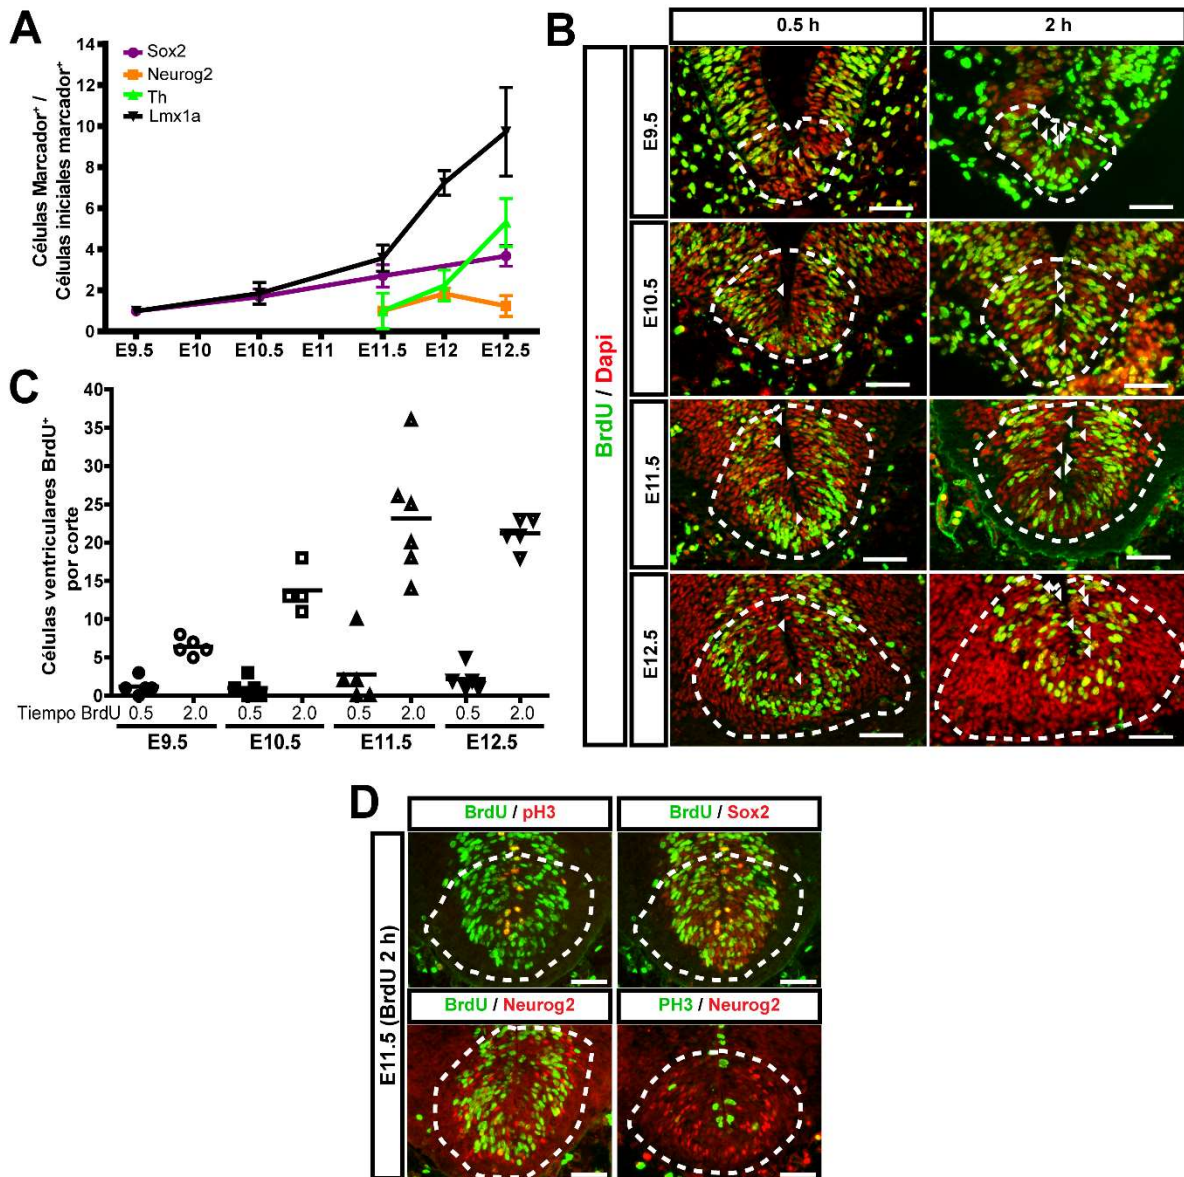 A
Células Marcador⁺ /
Células iniciales marcador⁺
14
12
10
8
6
4
2
0
Sox2
Neurog2
Th
Lmx1a
E9.5 E10 E10.5 E11 E11.5 E12 E12.5
B
0.5 h 2 h
BrdU / Dapi
E9.5
E10.5
E11.5
E12.5
C
Células ventriculares BrdU⁺
por corte
40
35
30
25
20
15
10
5
0
Tiempo BrdU 0.5 2.0 0.5 2.0 0.5 2.0 0.5 2.0
E9.5 E10.5 E11.5 E12.5
D
E11.5 (BrdU 2 h)
BrdU / pH3 BrdU / Sox2
BrdU / Neurog2 PH3 / Neurog2